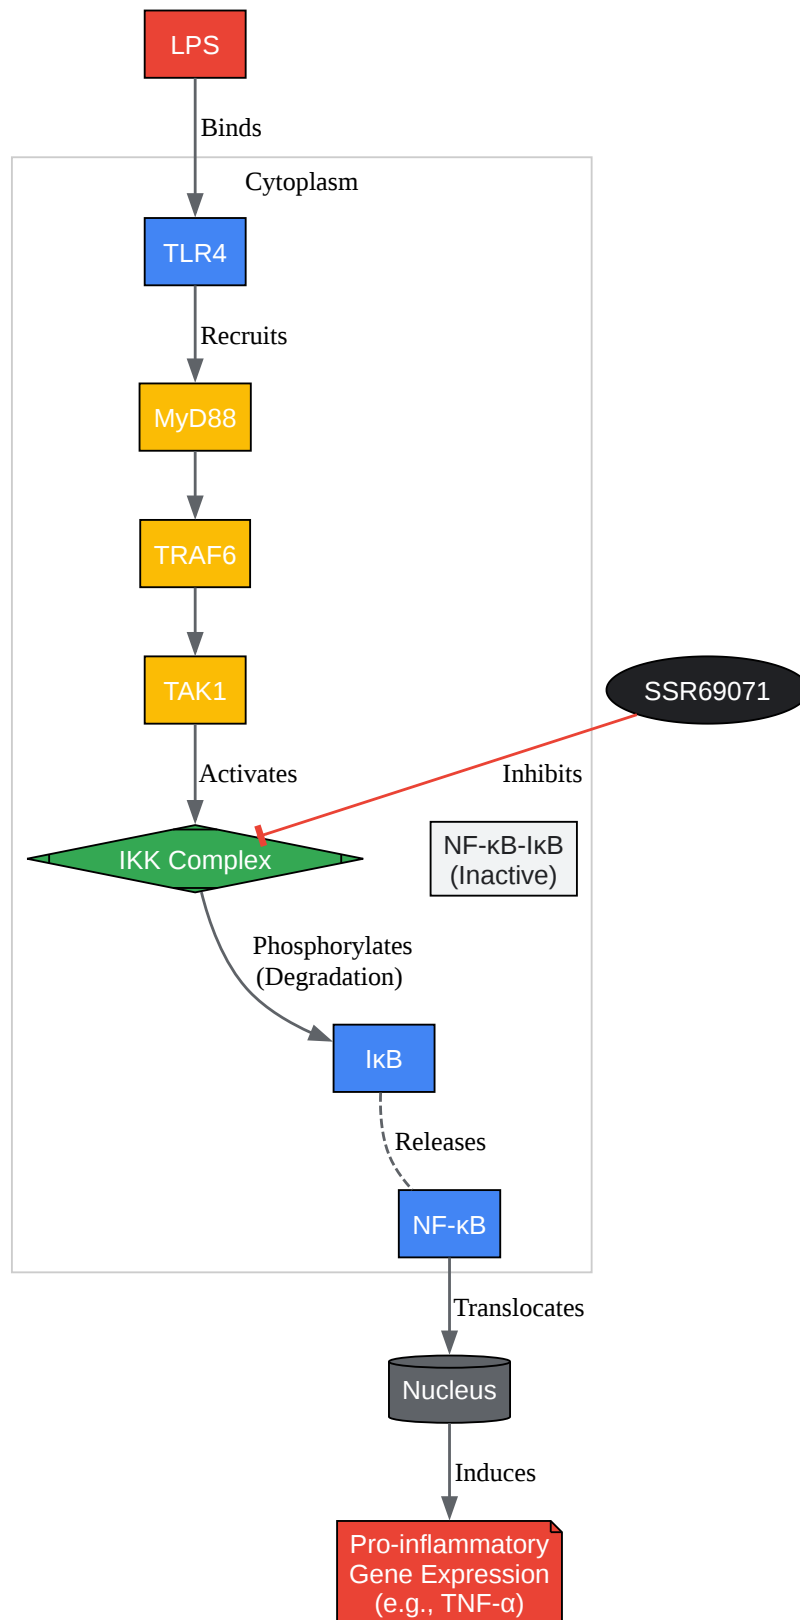 LPS
Binds
Cytoplasm
TLR4
Recruits
MyD88
TRAF6
TAK1
SSR69071
Activates
Inhibits
IKK Complex
NF-κB-IκB
(Inactive)
Phosphorylates
(Degradation)
IκB
Releases
NF-κB
Translocates
Nucleus
Induces
Pro-inflammatory
Gene Expression
(e.g., TNF-α)